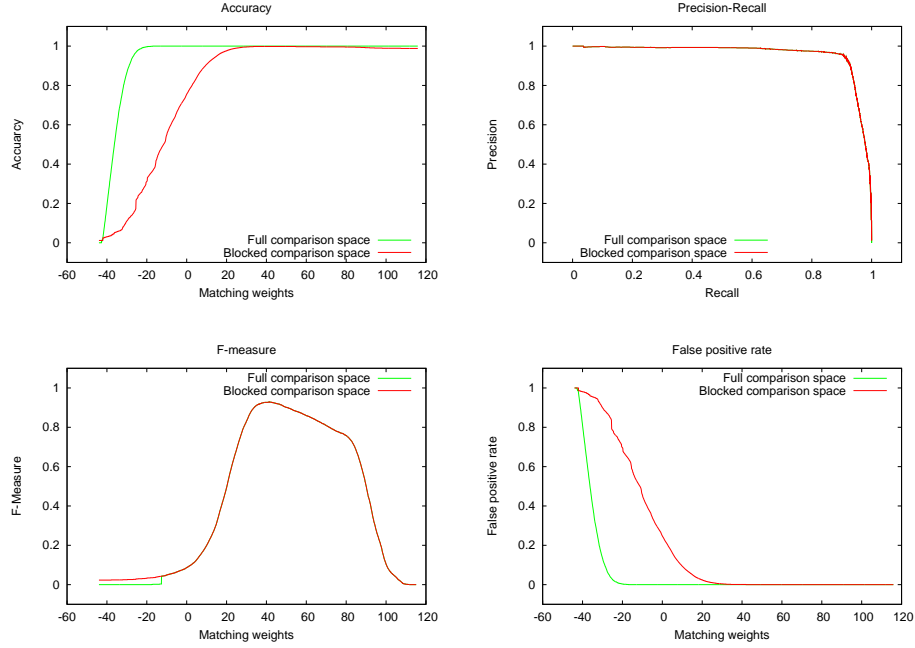 Accuracy
1
0.8
0.6
0.4
0.2
0
Accuarcy
Full comparison space
Blocked comparison space
-60 -40 -20 0 20 40 60 80 100 120
Matching weights
Precision-Recall
1
0.8
0.6
0.4
0.2
0
Precision
Full comparison space
Blocked comparison space
0 0.2 0.4 0.6 0.8 1
Recall
F-measure
1
0.8
0.6
0.4
0.2
0
F-Measure
Full comparison space
Blocked comparison space
-60 -40 -20 0 20 40 60 80 100 120
Matching weights
False positive rate
1
0.8
0.6
0.4
0.2
0
False positive rate
Full comparison space
Blocked comparison space
-60 -40 -20 0 20 40 60 80 100 120
Matching weights